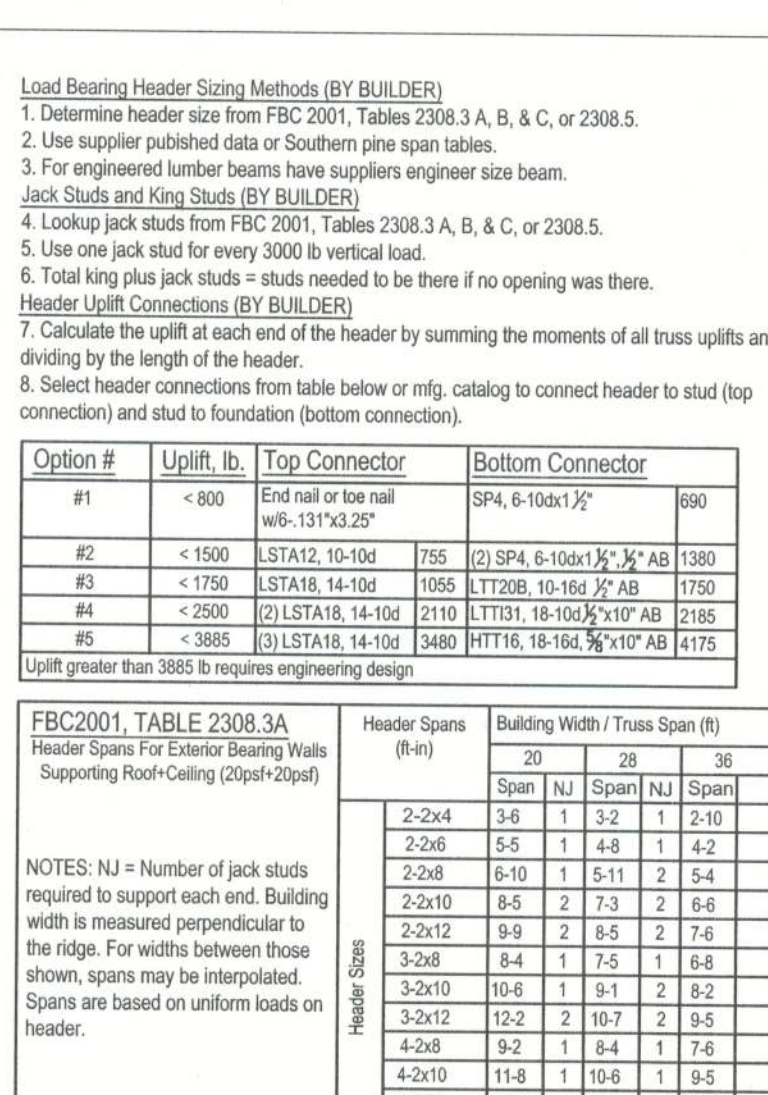 Load Bearing Header Sizing Methods (BY BUILDER)
1. Determine header size from FBC 2001, Tables 2308.3 A, B, & C, or 2308.5.
2. Use supplier pubished data or Southern pine span tables.
3. For engineered lumber beams have suppliers engineer size beam.
Jack Studs and King Studs (BY BUILDER)
4. Lookup jack studs from FBC 2001, Tables 2308.3 A, B, & C, or 2308.5.
5. Use one jack stud for every 3000 lb vertical load.
6. Total king plus jack studs = studs needed to be there if no opening was there.
Header Uplift Connections (BY BUILDER)
7. Calculate the uplift at each end of the header by summing the moments of all truss uplifts an
dividing by the length of the header.
8. Select header connections from table below or mfg. catalog to connect header to stud (top
connection) and stud to foundation (bottom connection).
Option # Uplift, lb. Top Connector Bottom Connector
#1 < 800 End nail or toe nail SP4, 6-10dx1 ½" 690
w/6-.131"x3.25"
#2 < 1500 LSTA12, 10-10d 755 (2) SP4, 6-10dx1½",½" AB 1380
#3 < 1750 LSTA18, 14-10d 1055 LTT20B, 10-16d ½" AB 1750
#4 < 2500 (2) LSTA18, 14-10d 2110 LTTI31, 18-10d,½"x10" AB 2185
#5 < 3885 (3) LSTA18, 14-10d 3480 HTT16, 18-16d, ⅝"x10" AB 4175
Uplift greater than 3885 lb requires engineering design
FBC2001, TABLE 2308.3A
Header Spans For Exterior Bearing Walls
Supporting Roof+Ceiling (20psf+20psf)
NOTES: NJ = Number of jack studs
required to support each end. Building
width is measured perpendicular to
the ridge. For widths between those
shown, spans may be interpolated.
Spans are based on uniform loads on
header.
Header Spans
(ft-in)
Building Width / Truss Span (ft)
20 28 36
Span NJ Span NJ Span
Header Sizes
2-2x4 3-6 1 3-2 1 2-10
2-2x6 5-5 1 4-8 1 4-2
2-2x8 6-10 1 5-11 2 5-4
2-2x10 8-5 2 7-3 2 6-6
2-2x12 9-9 2 8-5 2 7-6
3-2x8 8-4 1 7-5 1 6-8
3-2x10 10-6 1 9-1 2 8-2
3-2x12 12-2 2 10-7 2 9-5
4-2x8 9-2 1 8-4 1 7-6
4-2x10 11-8 1 10-6 1 9-5